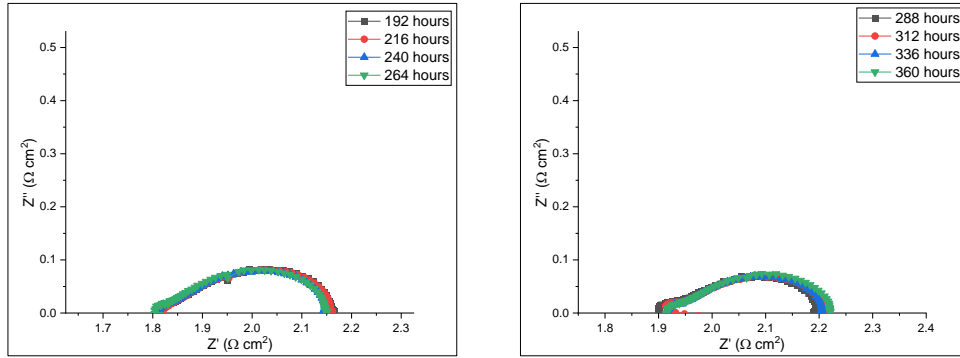 192 hours
216 hours
240 hours
264 hours
0.5
0.4
0.3
0.2
0.1
0.0
Z'' (Ω cm²)
1.7 1.8 1.9 2.0 2.1 2.2 2.3
Z' (Ω cm²)
288 hours
312 hours
336 hours
360 hours
0.5
0.4
0.3
0.2
0.1
0.0
Z'' (Ω cm²)
1.8 1.9 2.0 2.1 2.2 2.3 2.4
Z' (Ω cm²)